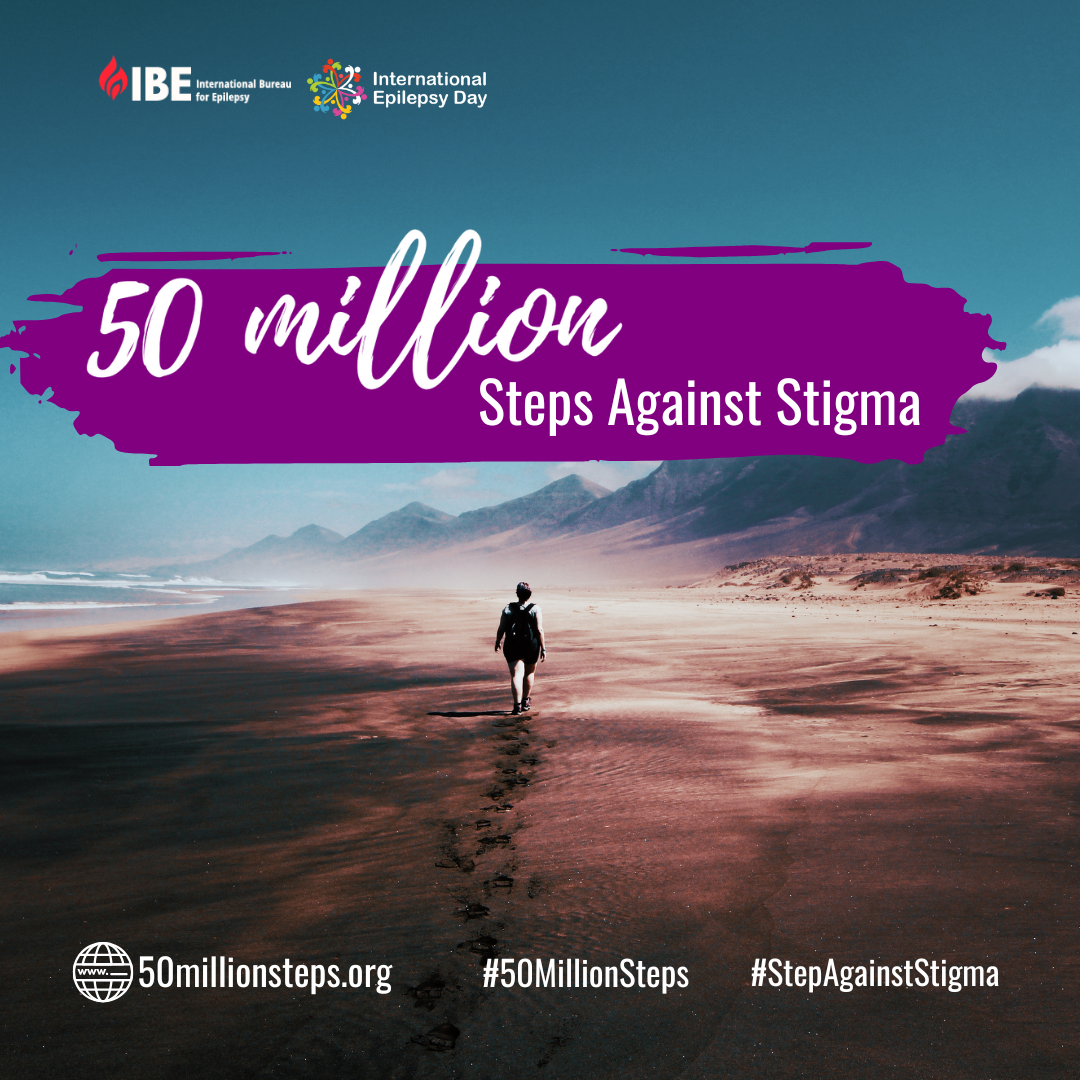 IBE International Bureau
for Epilepsy
International
Epilepsy Day
50 million
Steps Against Stigma
www.
50millionsteps.org
#50MillionSteps
#StepAgainstStigma